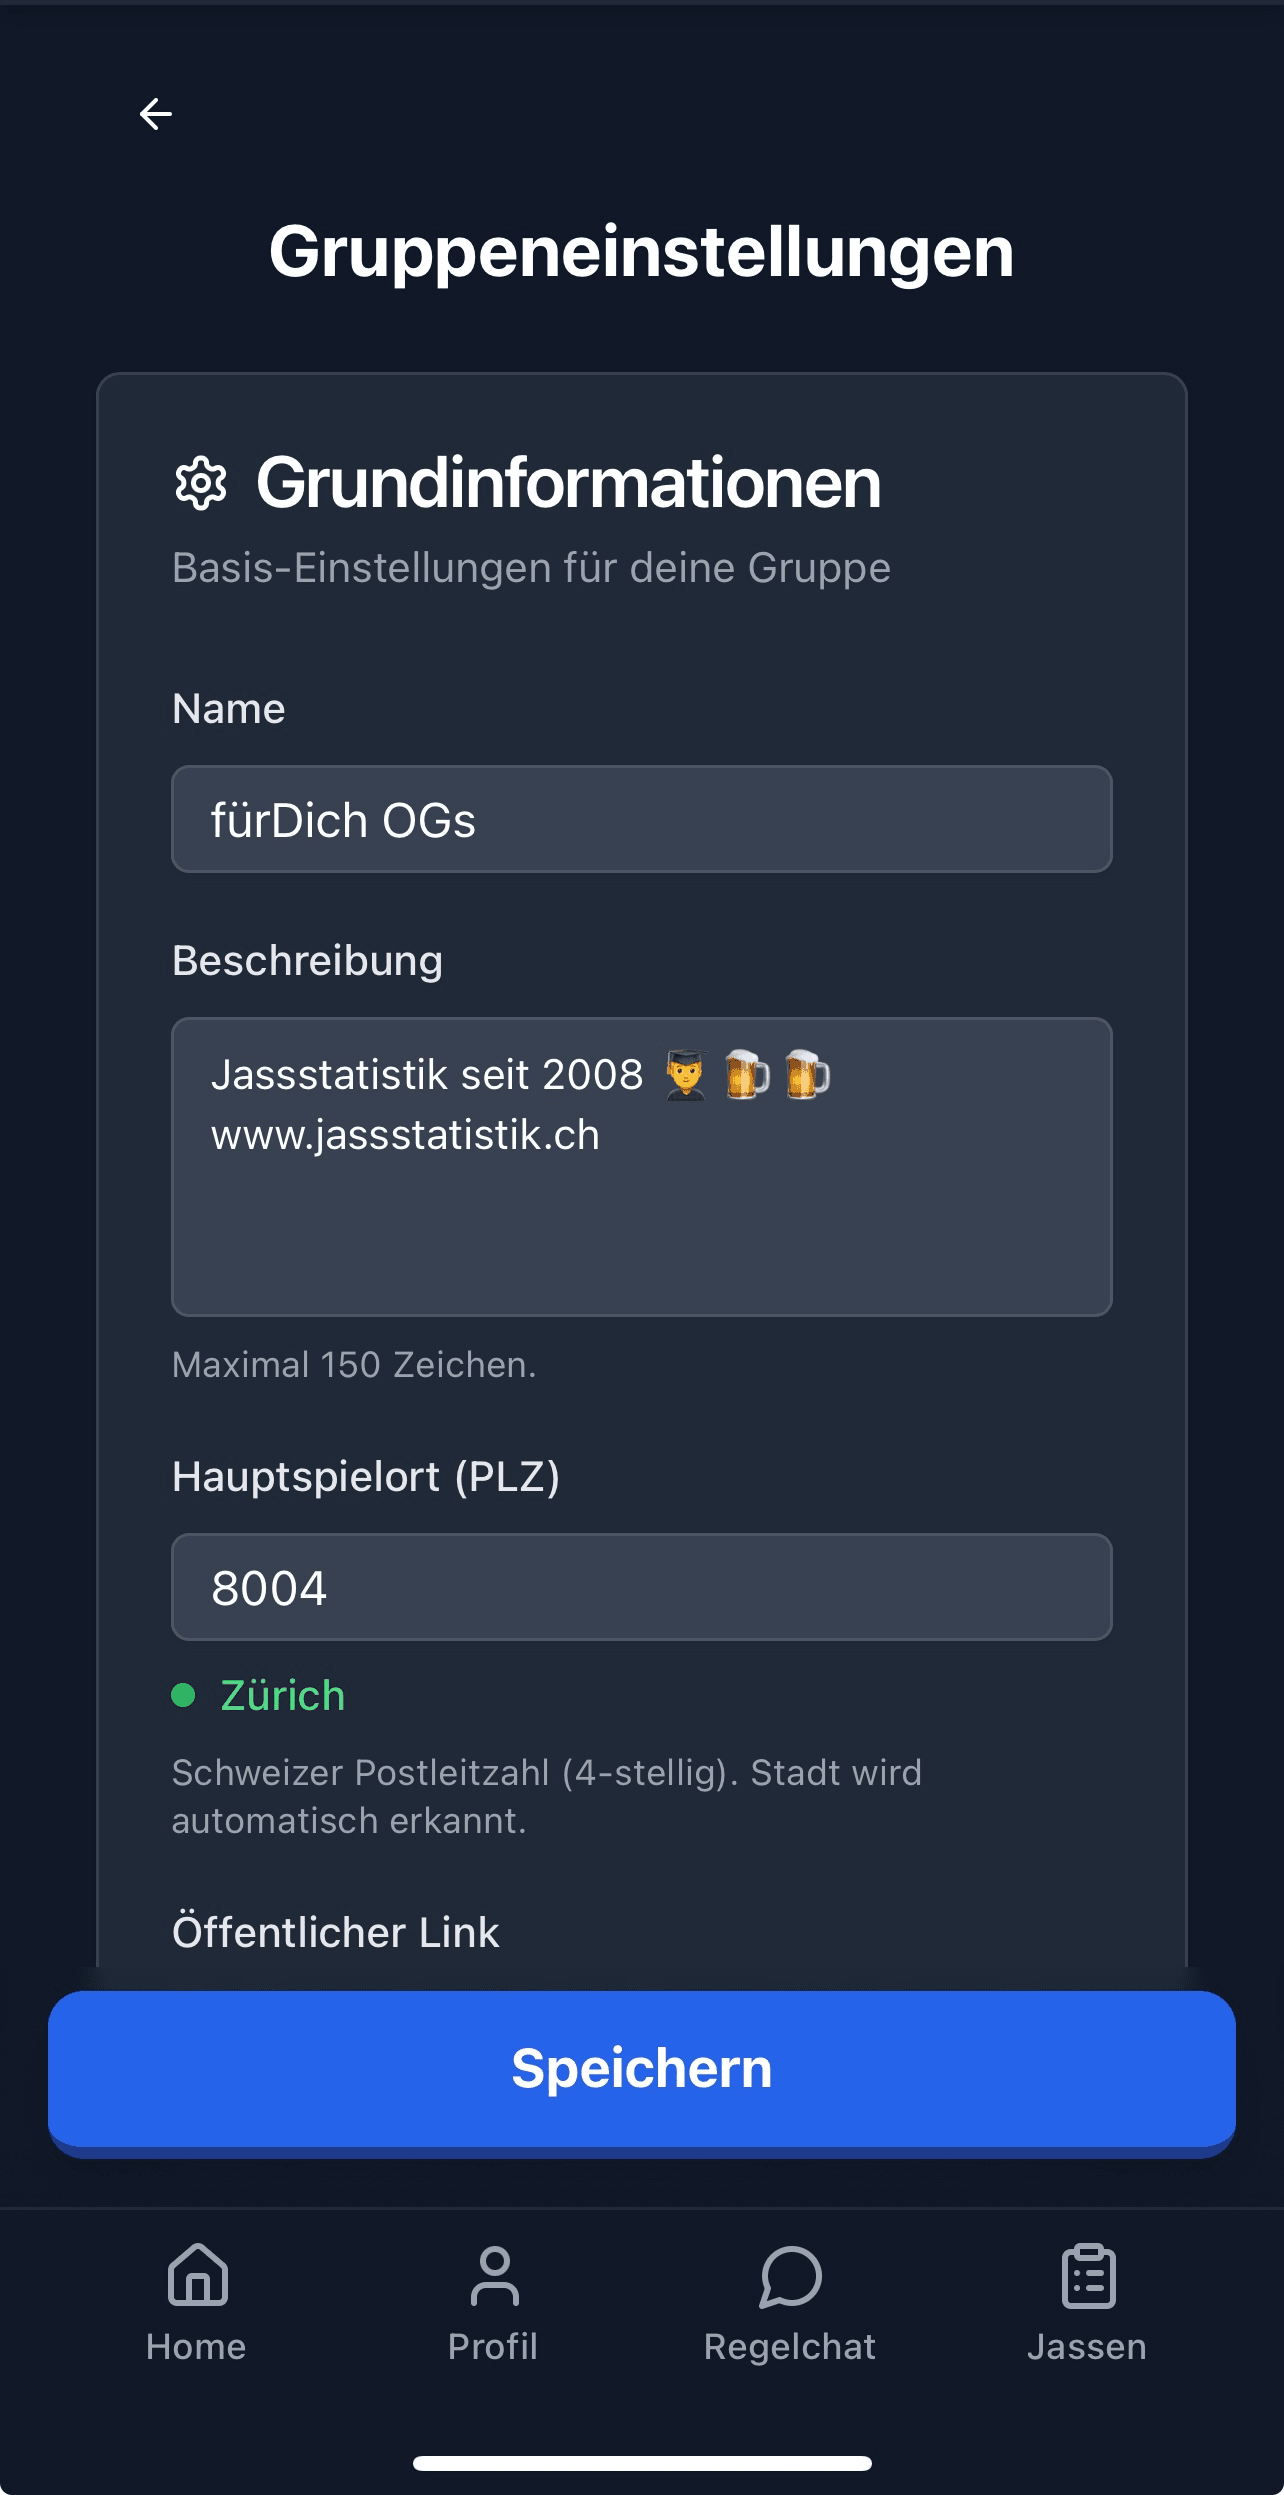 Gruppeneinstellungen
Grundinformationen
Basis-Einstellungen für deine Gruppe
Name
fürDich OGs
Beschreibung
Jassstatistik seit 2008 👨‍🎓🍺🍺
www.jassstatistik.ch
Maximal 150 Zeichen.
Hauptspielort (PLZ)
8004
Zürich
Schweizer Postleitzahl (4-stellig). Stadt wird
automatisch erkannt.
Öffentlicher Link
Speichern
Home
Profil
Regelchat
Jassen